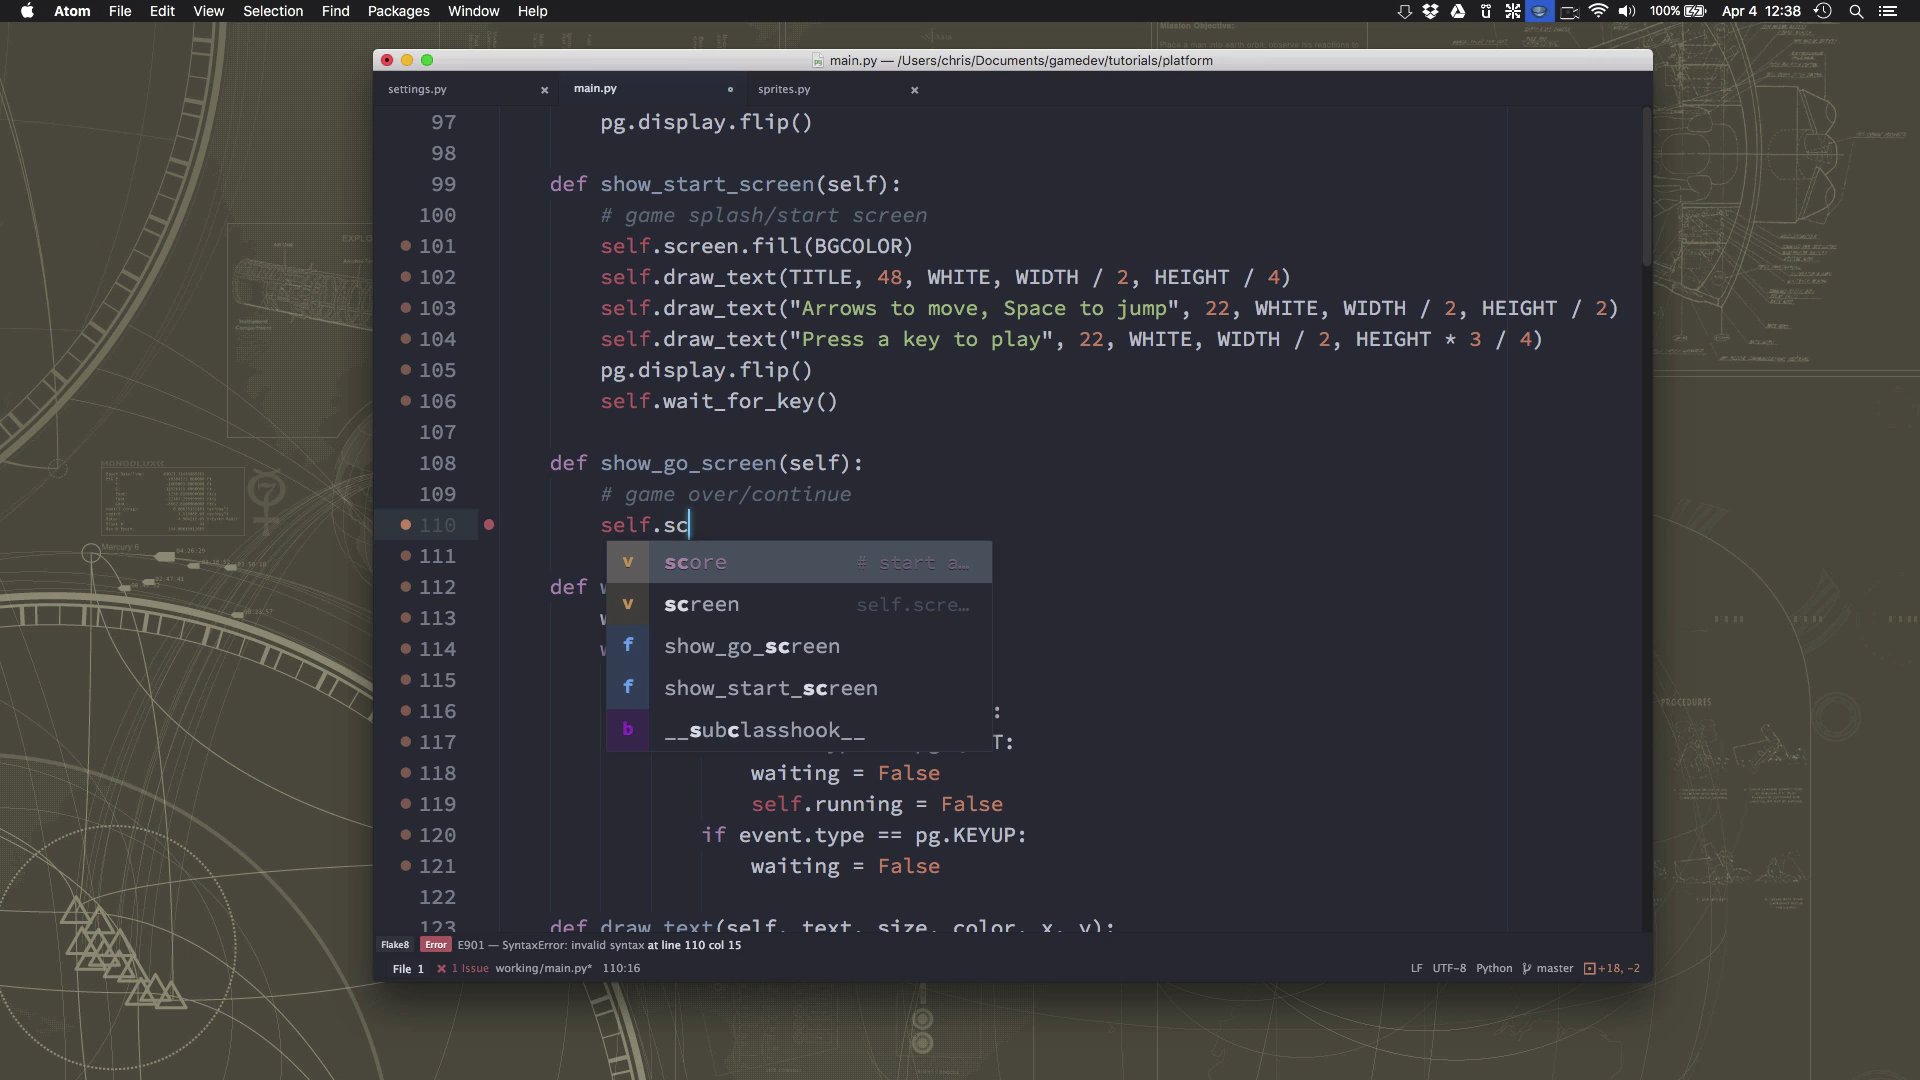 Atom File Edit View Selection Find Packages Window Help 100% Apr 4 12:38
main.py — /Users/chris/Documents/gamedev/tutorials/platform
settings.py main.py sprites.py
97 pg.display.flip()
98
99 def show_start_screen(self):
100 # game splash/start screen
101 self.screen.fill(BGCOLOR)
102 self.draw_text(TITLE, 48, WHITE, WIDTH / 2, HEIGHT / 4)
103 self.draw_text("Arrows to move, Space to jump", 22, WHITE, WIDTH / 2, HEIGHT / 2)
104 self.draw_text("Press a key to play", 22, WHITE, WIDTH / 2, HEIGHT * 3 / 4)
105 pg.display.flip()
106 self.wait_for_key()
107
108 def show_go_screen(self):
109 # game over/continue
110 self.sc
111
v score # start a…
112 def w
v screen self.scre…
113 w
114 w
f show_go_screen
115
f show_start_screen
116 :
b __subclasshook__
117 T:
118 waiting = False
119 self.running = False
120 if event.type == pg.KEYUP:
121 waiting = False
122
123 def draw_text(self, text, size, color, x, y):
Flake8 Error E901 — SyntaxError: invalid syntax at line 110 col 15
File 1 1 Issue working/main.py* 110:16 LF UTF-8 Python master +18, -2
Mission Objective:
PROCEDURES
Mercury 6